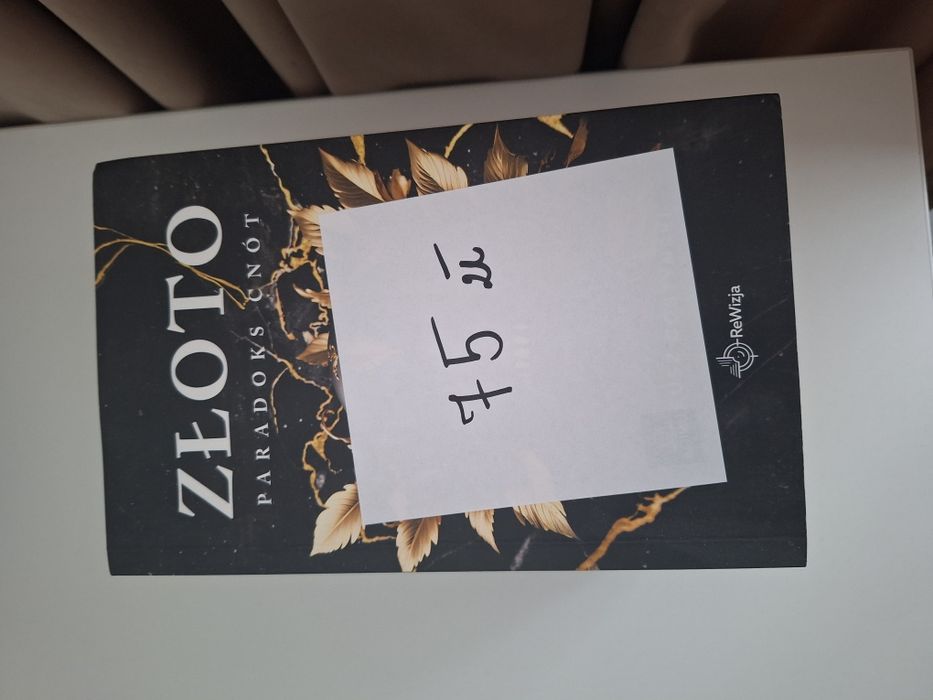 ZŁOTO
PARADOKS CNÓT
75 zł
ReWizja